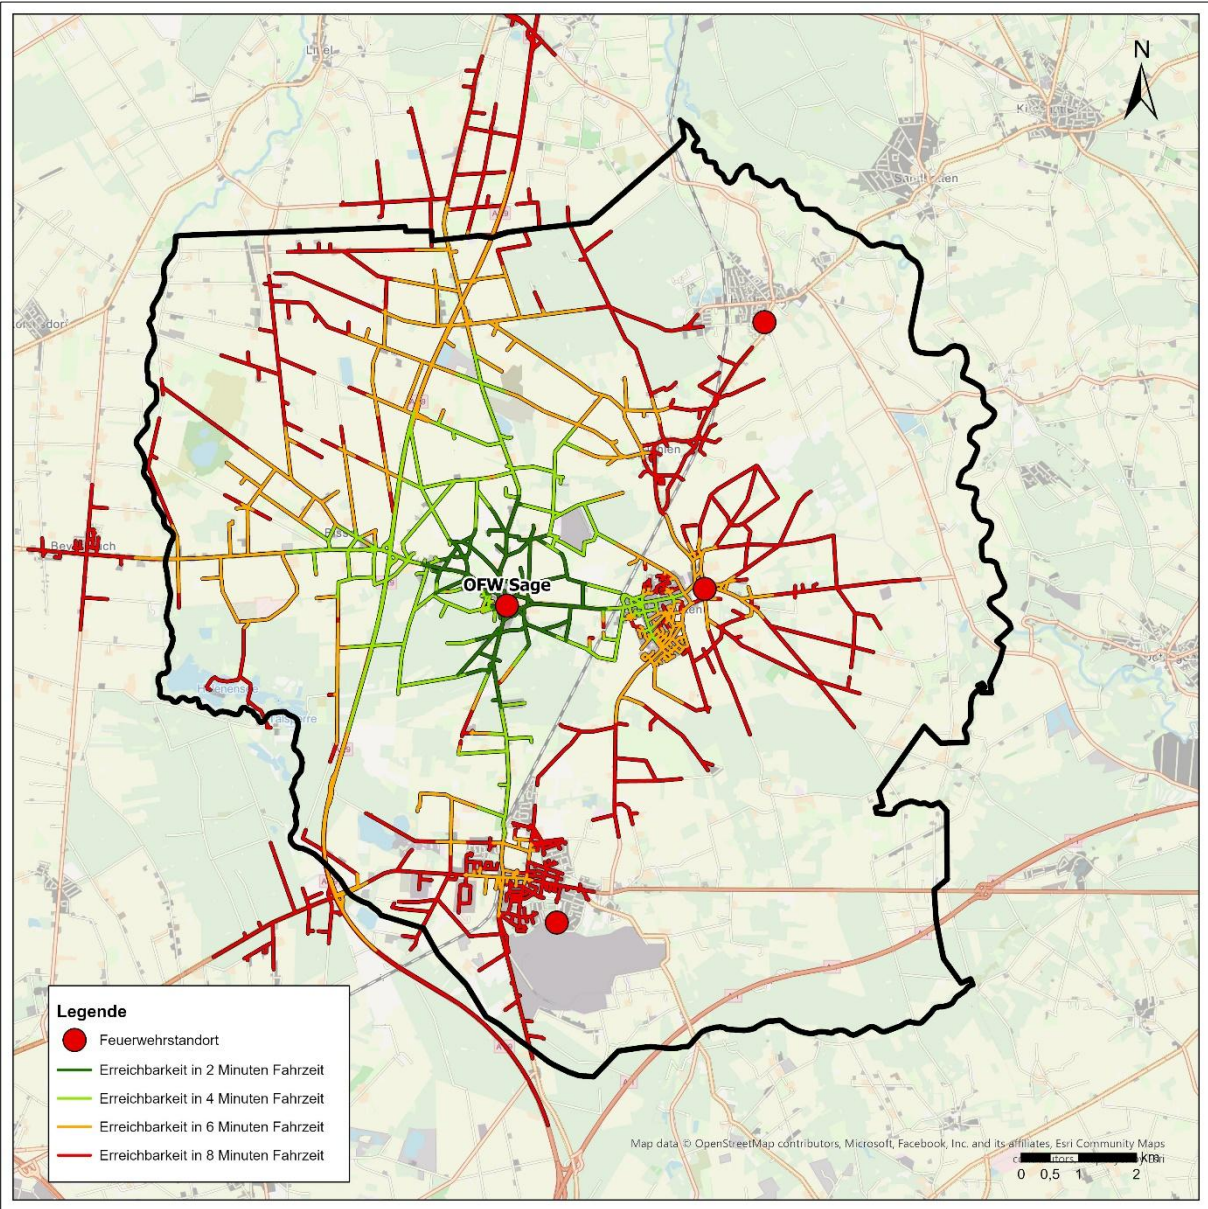 N
A29
OFW Sage
Legende
Feuerwehrstandort
Erreichbarkeit in 2 Minuten Fahrzeit
Erreichbarkeit in 4 Minuten Fahrzeit
Erreichbarkeit in 6 Minuten Fahrzeit
Erreichbarkeit in 8 Minuten Fahrzeit
Map data © OpenStreetMap contributors, Microsoft, Facebook, Inc. and its affiliates, Esri Community Maps
km
0 0,5 1 2